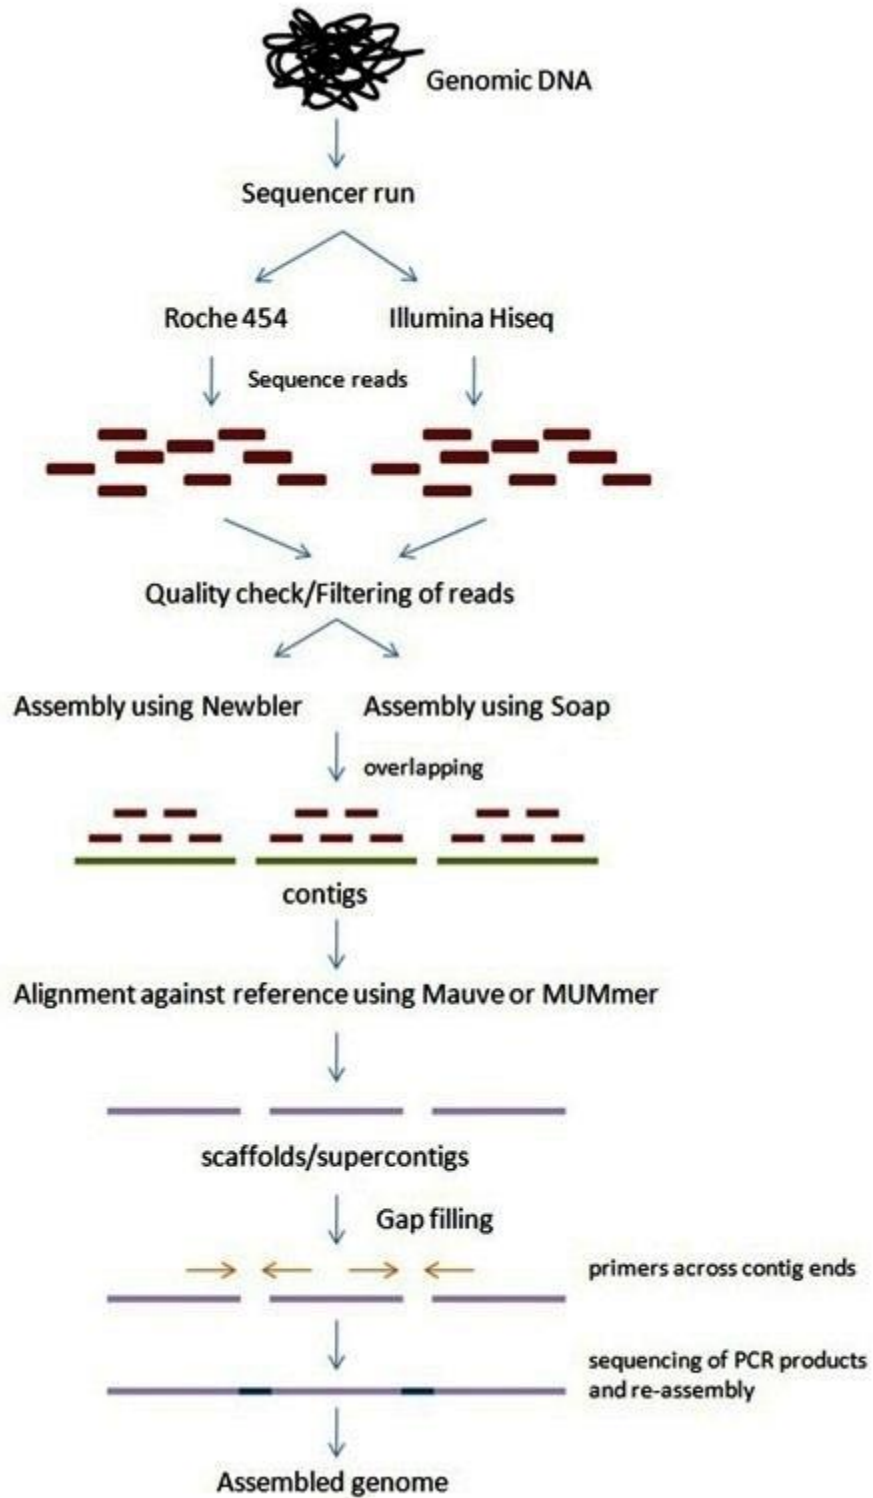 Genomic DNA
Sequencer run
Roche 454
Illumina Hiseq
Sequence reads
Quality check/Filtering of reads
Assembly using Newbler
Assembly using Soap
overlapping
contigs
Alignment against reference using Mauve or MUMmer
scaffolds/supercontigs
Gap filling
primers across contig ends
sequencing of PCR products
and re-assembly
Assembled genome